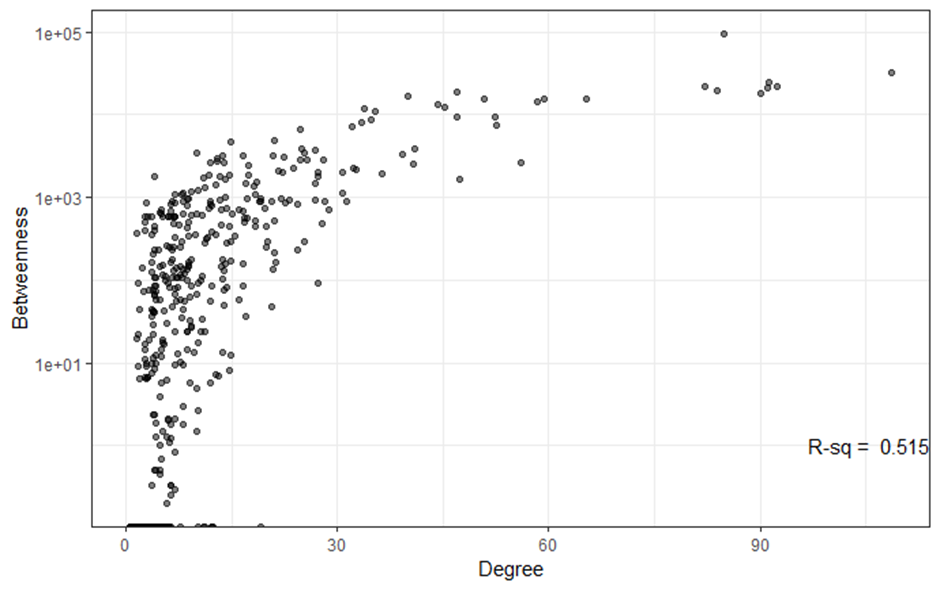 1e+05
1e+03
1e+01
Betweenness
R-sq = 0.515
0 30 60 90
Degree